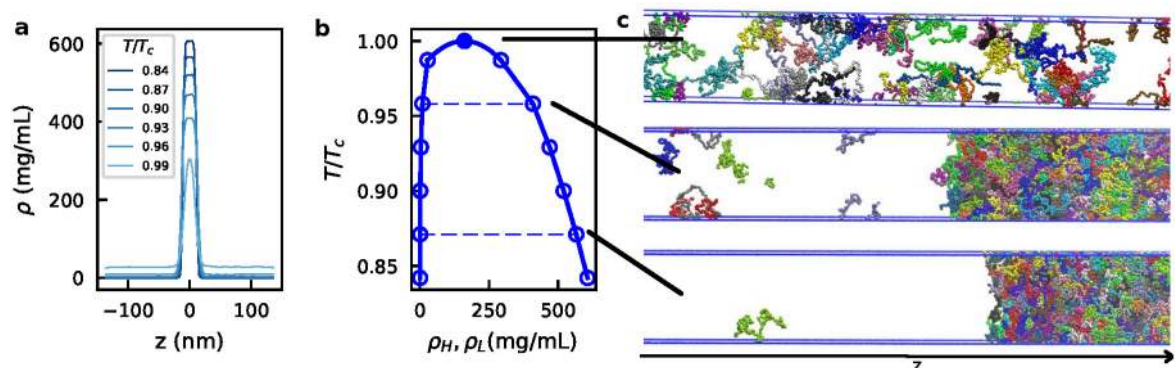 a
600
400
200
0
ρ (mg/mL)
T/Tc
0.84
0.87
0.90
0.93
0.96
0.99
−100 0 100
z (nm)
b
1.00
0.95
0.90
0.85
T/Tc
0 250 500
ρH, ρL(mg/mL)
c
z